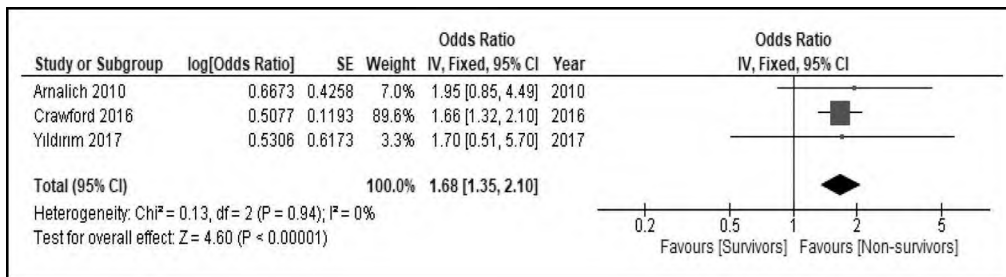 Odds Ratio Odds Ratio
Study or Subgroup log[Odds Ratio] SE Weight IV, Fixed, 95% CI Year IV, Fixed, 95% CI
Arnalich 2010 0.6673 0.4258 7.0% 1.95 [0.85, 4.49] 2010
Crawford 2016 0.5077 0.1193 89.6% 1.66 [1.32, 2.10] 2016
Yıldırım 2017 0.5306 0.6173 3.3% 1.70 [0.51, 5.70] 2017
Total (95% CI) 100.0% 1.68 [1.35, 2.10]
Heterogeneity: Chi² = 0.13, df = 2 (P = 0.94); I² = 0%
Test for overall effect: Z = 4.60 (P < 0.00001)
0.2 0.5 1 2 5
Favours [Survivors] Favours [Non-survivors]